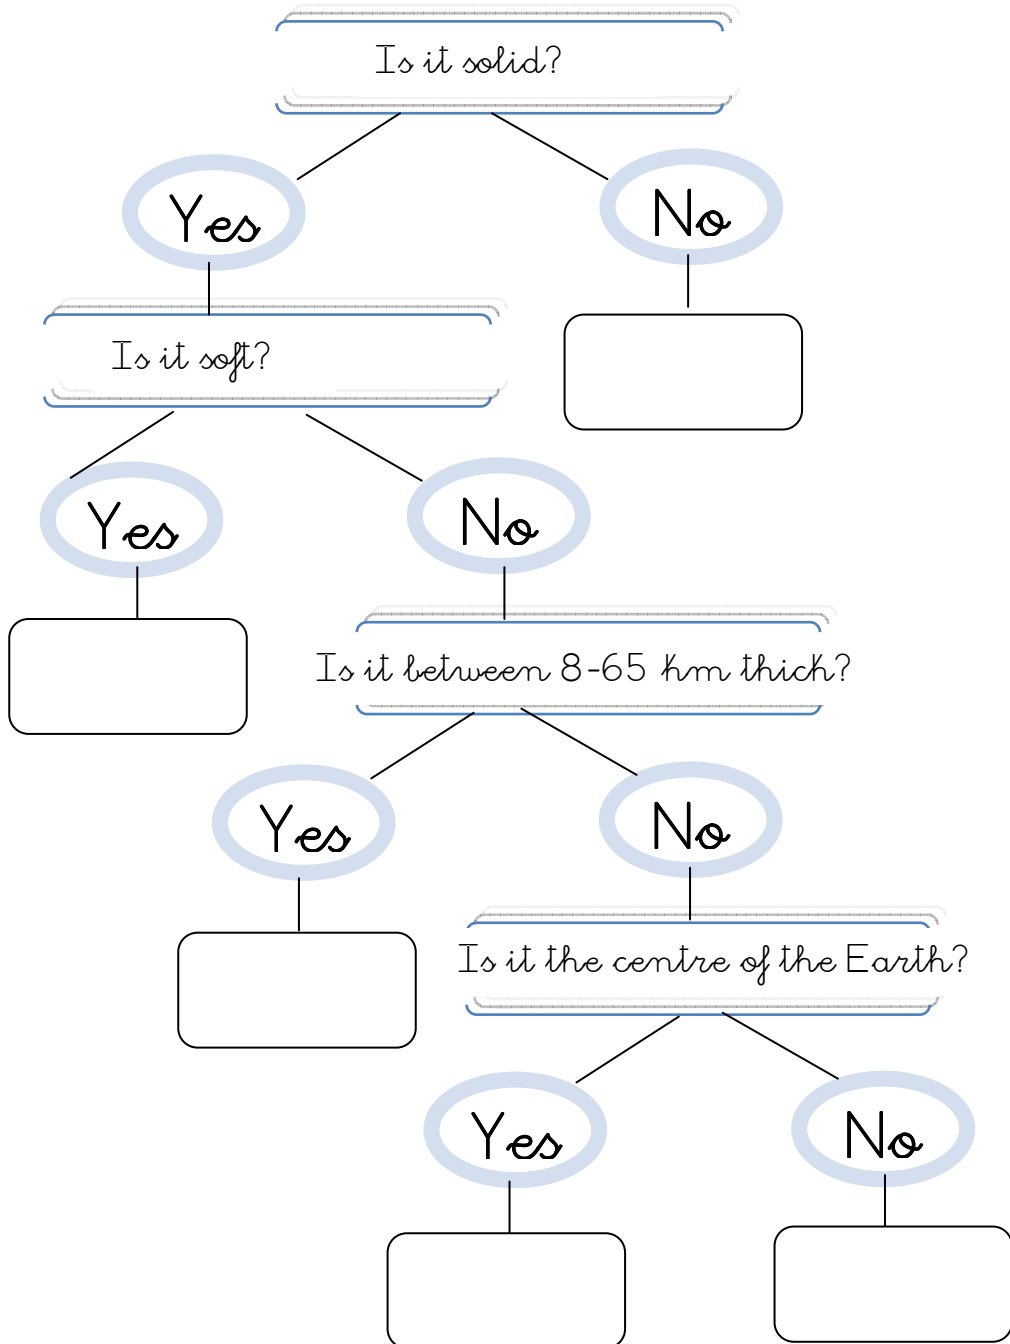 Is it solid?
Yes
No
Is it soft?
Yes
No
Is it between 8-65 km thick?
Yes
No
Is it the centre of the Earth?
Yes
No